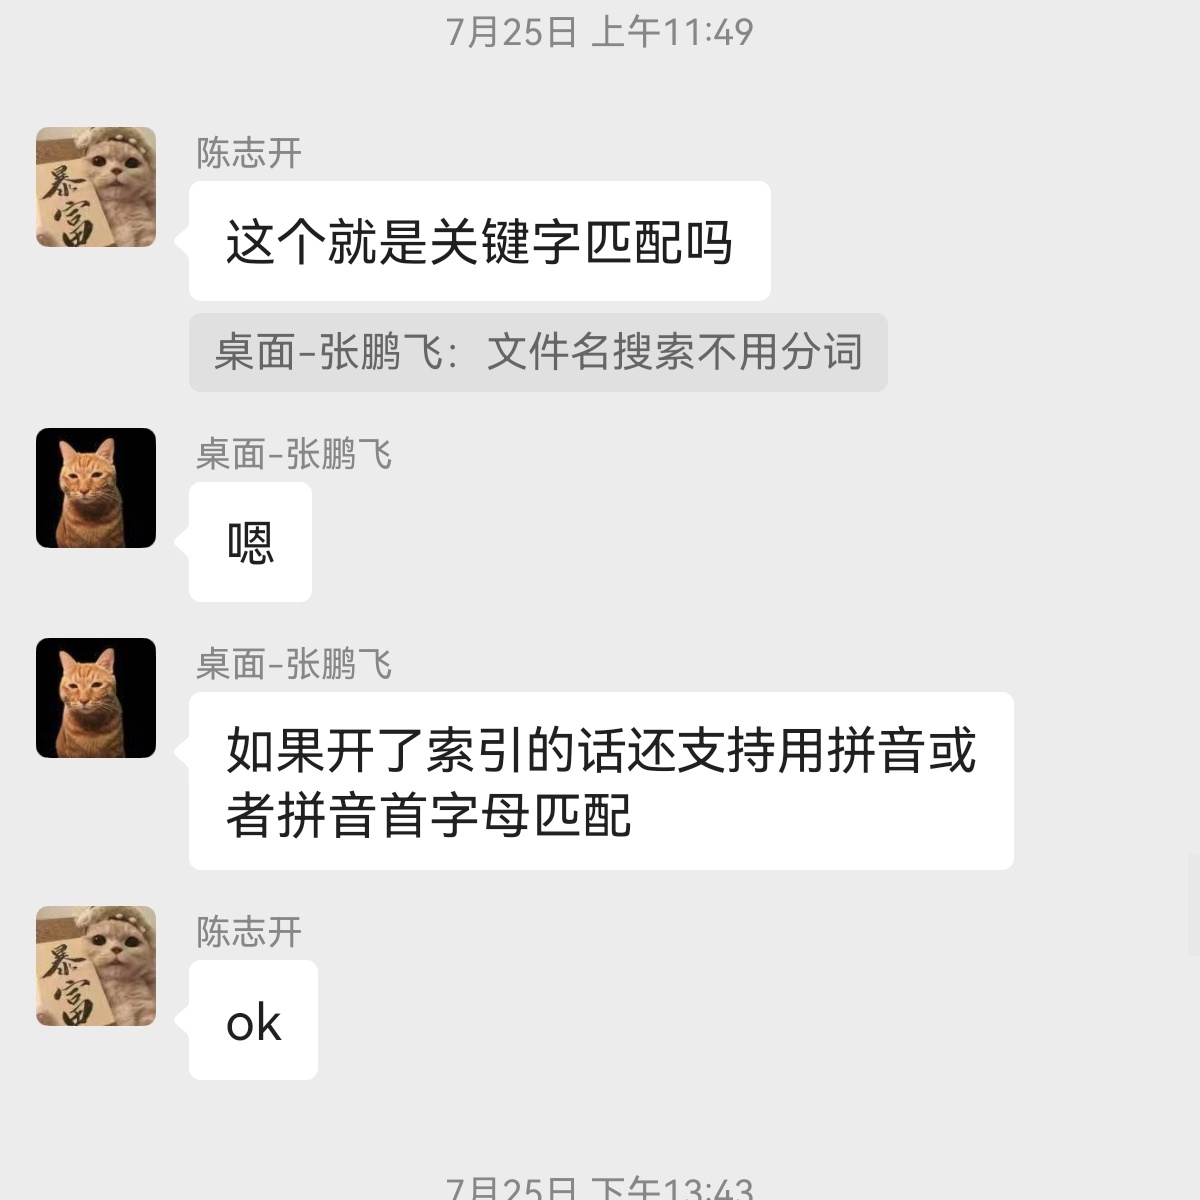 7月25日 上午11:49
陈志开
暴富
这个就是关键字匹配吗
桌面-张鹏飞：文件名搜索不用分词
桌面-张鹏飞
嗯
桌面-张鹏飞
如果开了索引的话还支持用拼音或
者拼音首字母匹配
陈志开
暴富
ok
7月25日 下午13:43